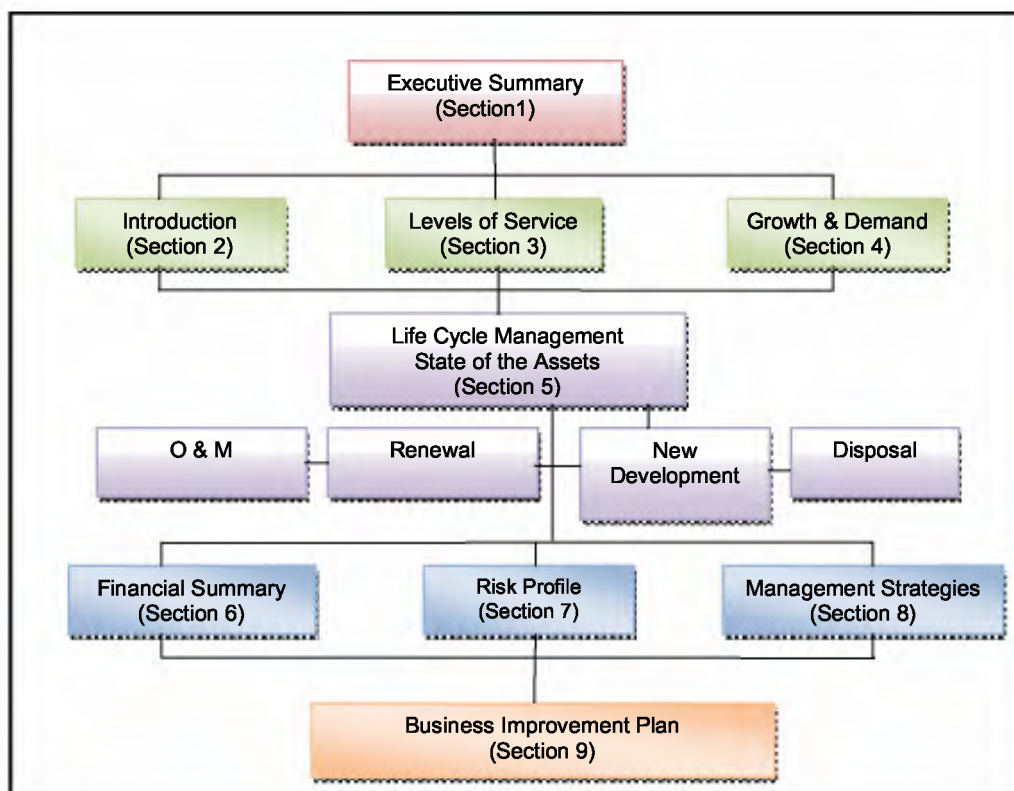 Executive Summary
(Section1)
Introduction
(Section 2)
Levels of Service
(Section 3)
Growth & Demand
(Section 4)
Life Cycle Management
State of the Assets
(Section 5)
O & M
Renewal
New
Development
Disposal
Financial Summary
(Section 6)
Risk Profile
(Section 7)
Management Strategies
(Section 8)
Business Improvement Plan
(Section 9)